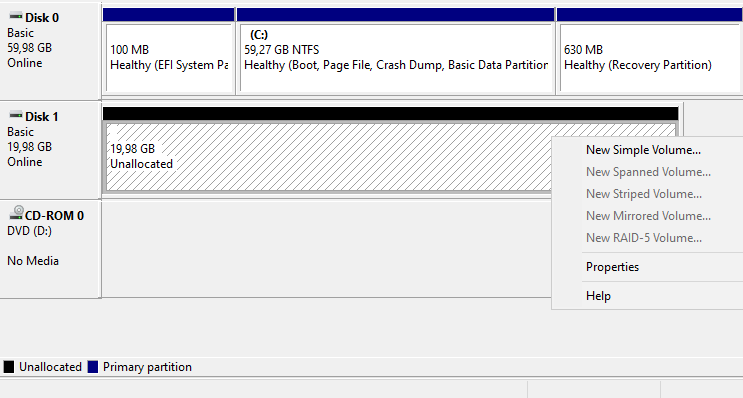 Disk 0
Basic
59,98 GB
Online
100 MB
Healthy (EFI System Pa
(C:)
59,27 GB NTFS
Healthy (Boot, Page File, Crash Dump, Basic Data Partition
630 MB
Healthy (Recovery Partition)
Disk 1
Basic
19,98 GB
Online
19,98 GB
Unallocated
New Simple Volume...
New Spanned Volume...
New Striped Volume...
New Mirrored Volume...
New RAID-5 Volume...
Properties
Help
CD-ROM 0
DVD (D:)
No Media
Unallocated
Primary partition